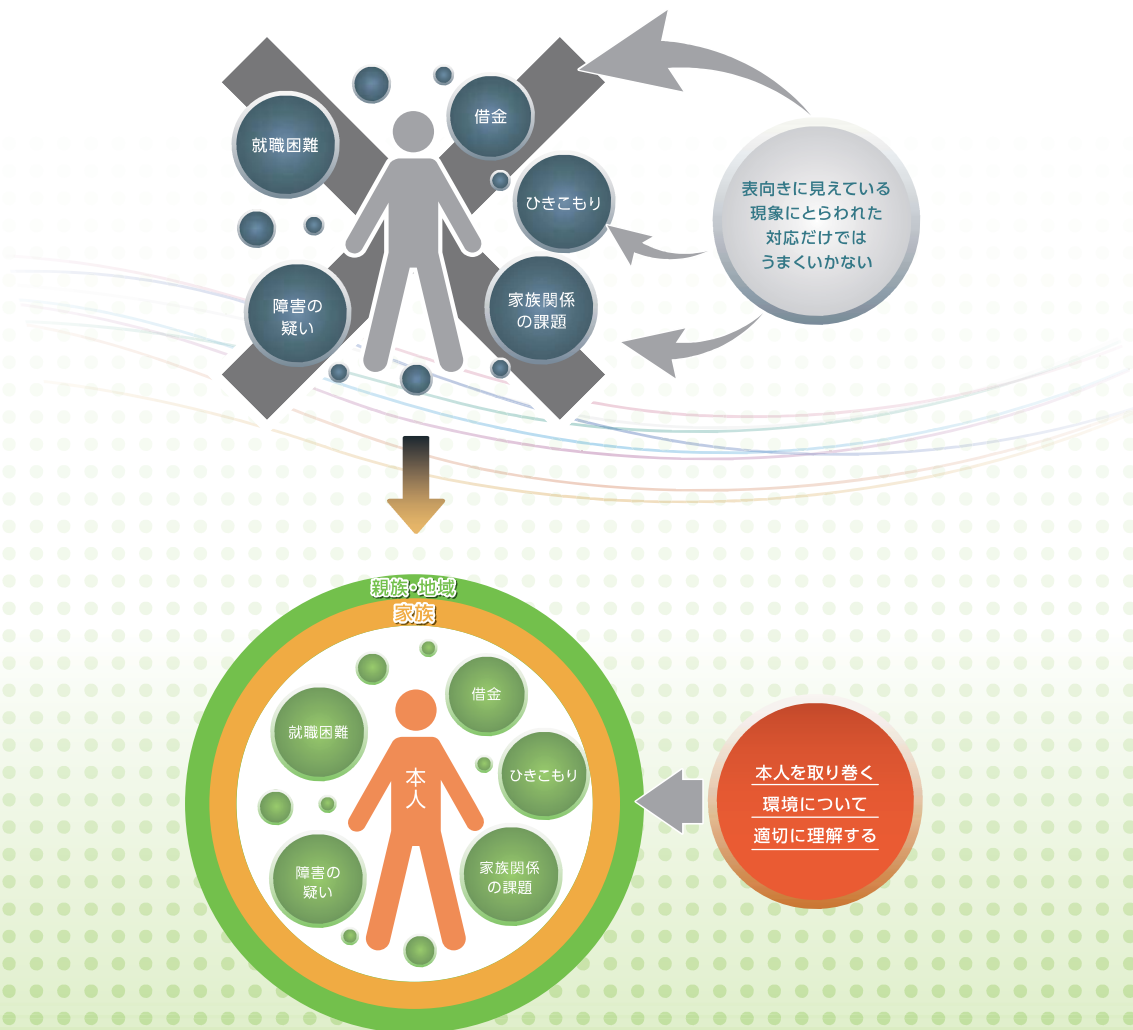 就職困難
借金
ひきこもり
障害の
疑い
家族関係
の課題
表向きに見えている
現象にとらわれた
対応だけでは
うまくいかない
親族・地域
家族
就職困難
借金
ひきこもり
本
人
障害の
疑い
家族関係
の課題
本人を取り巻く
環境について
適切に理解する